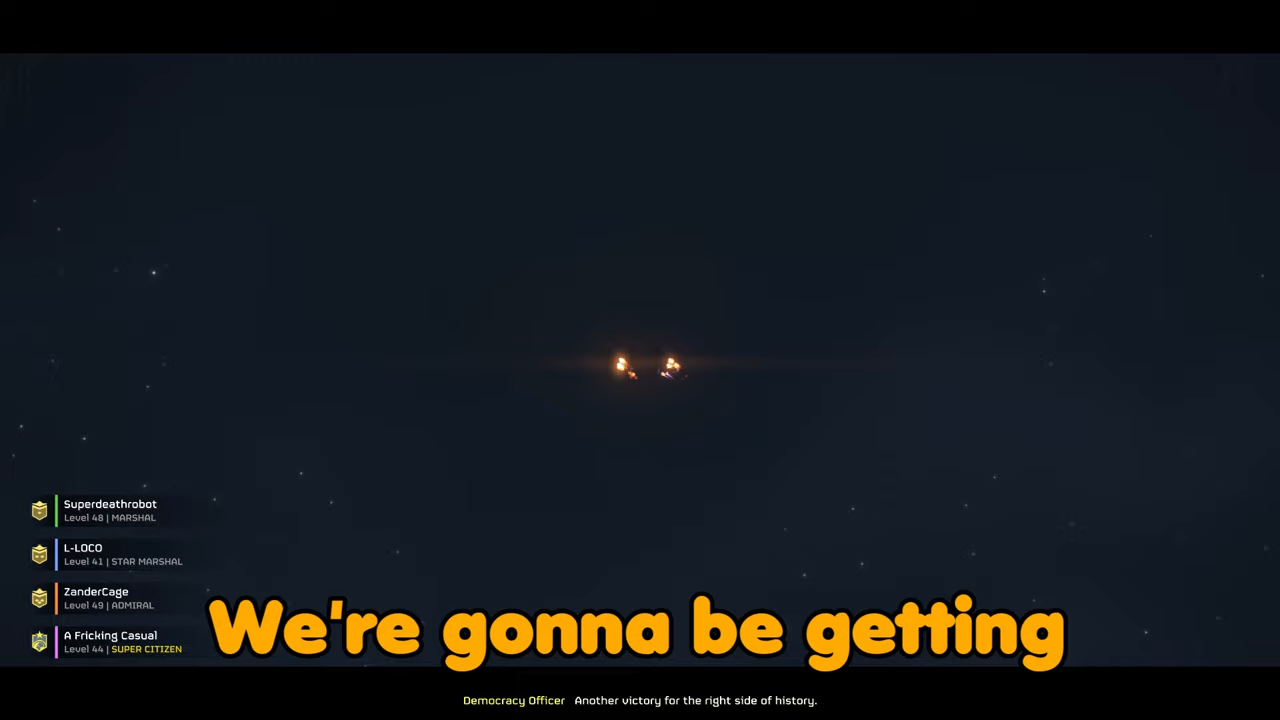 Superdeathrobot
Level 48 | MARSHAL
L-LOCO
Level 41 | STAR MARSHAL
ZanderCage
Level 49 | ADMIRAL
A Fricking Casual
Level 44 | SUPER CITIZEN
We're gonna be getting
Democracy Officer Another victory for the right side of history.